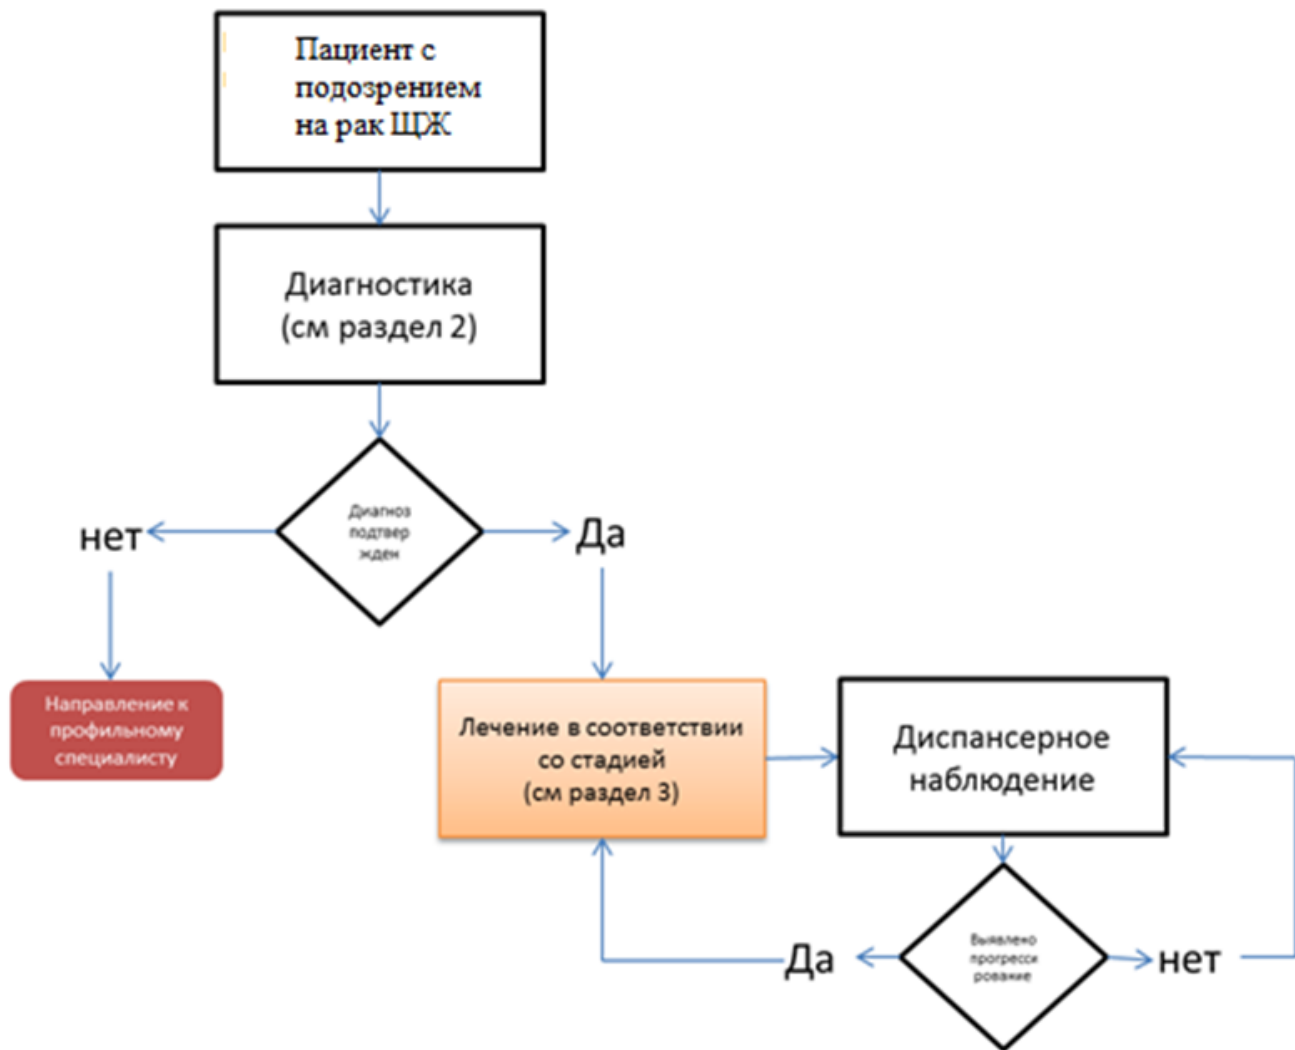 Пациент с
подозрением
на рак ЩЖ
Диагностика
(см раздел 2)
Диагноз
подтвер
жден
нет
Да
Направление к
профильному
специалисту
Лечение в соответствии
со стадией
(см раздел 3)
Диспансерное
наблюдение
Выявлено
прогресси
рование
Да
нет